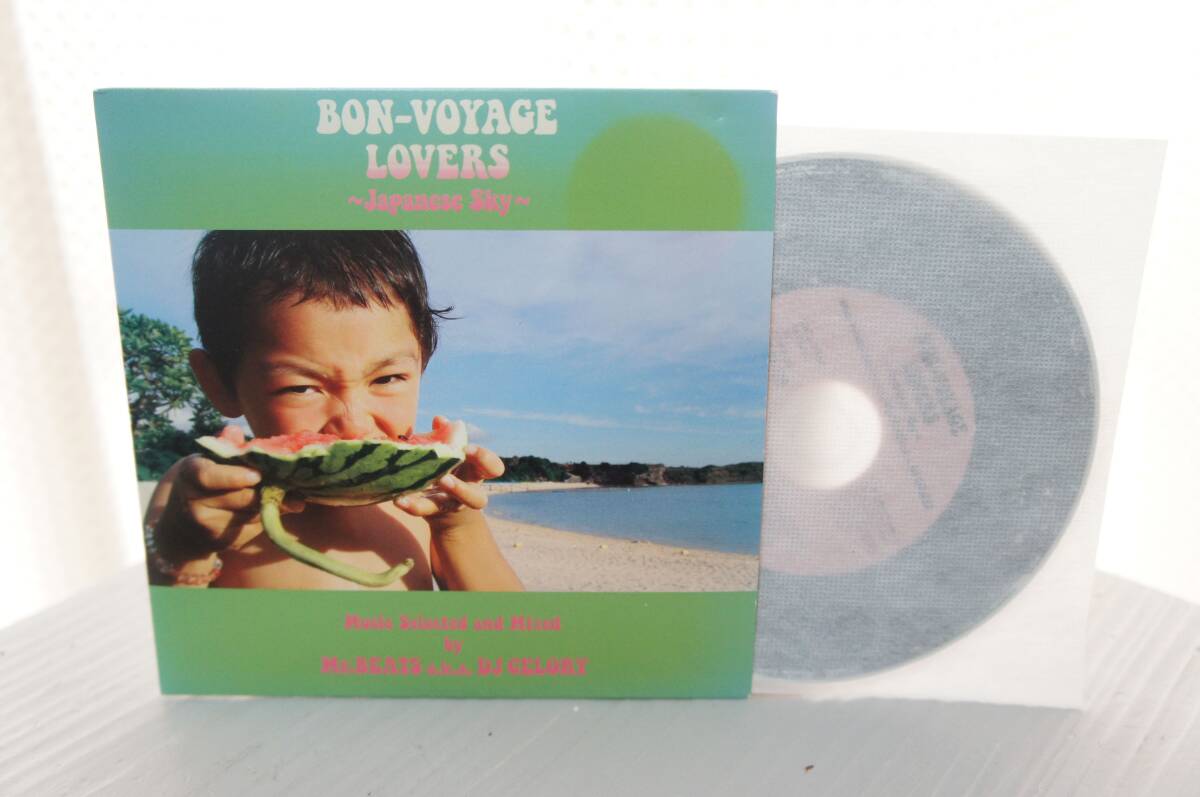 BON-VOYAGE
LOVERS
~Japanese Sky~
Music Selected and Mixed
by
Mr.BEATS a.k.a. DJ CELORY